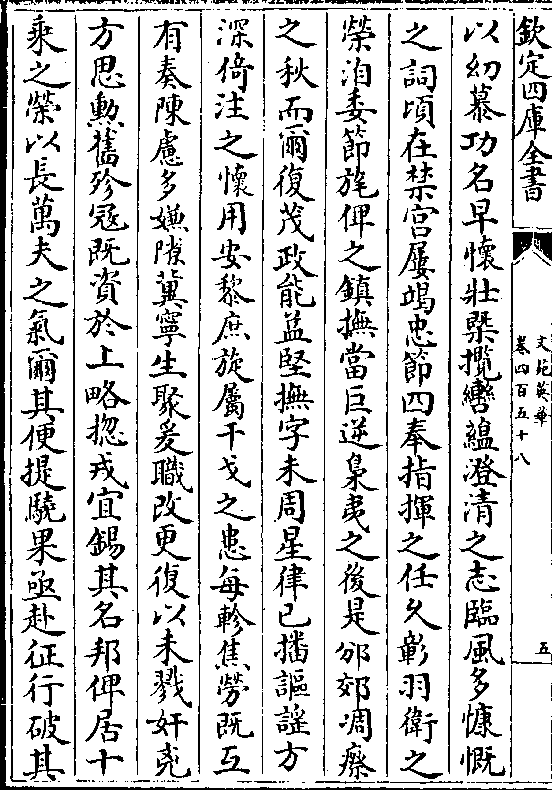 欽定四庫全書
文苑英華
卷四百五十八
五
以幼慕功名早懷壯槩攬轡藴澄清之志臨風多慷慨
之詞頃在禁宫屢竭忠節四奉指揮之任久彰羽衛之
榮洎委節旄俾之鎮撫當巨逆梟夷之後是邠郊凋瘵
之秋而爾復茂政能益堅撫字未周星律已播謳謡方
深倚注之懷用安黎庶旋屬干戈之患每軫焦勞既互
有奏陳慮多嫌隙冀寧生聚爰職改更復以未戮奸兇
方思勲舊殄冦既資於上略揔戎宜錫其名邦俾居十
乘之榮以長萬夫之氣爾其便提驍果亟赴征行破其